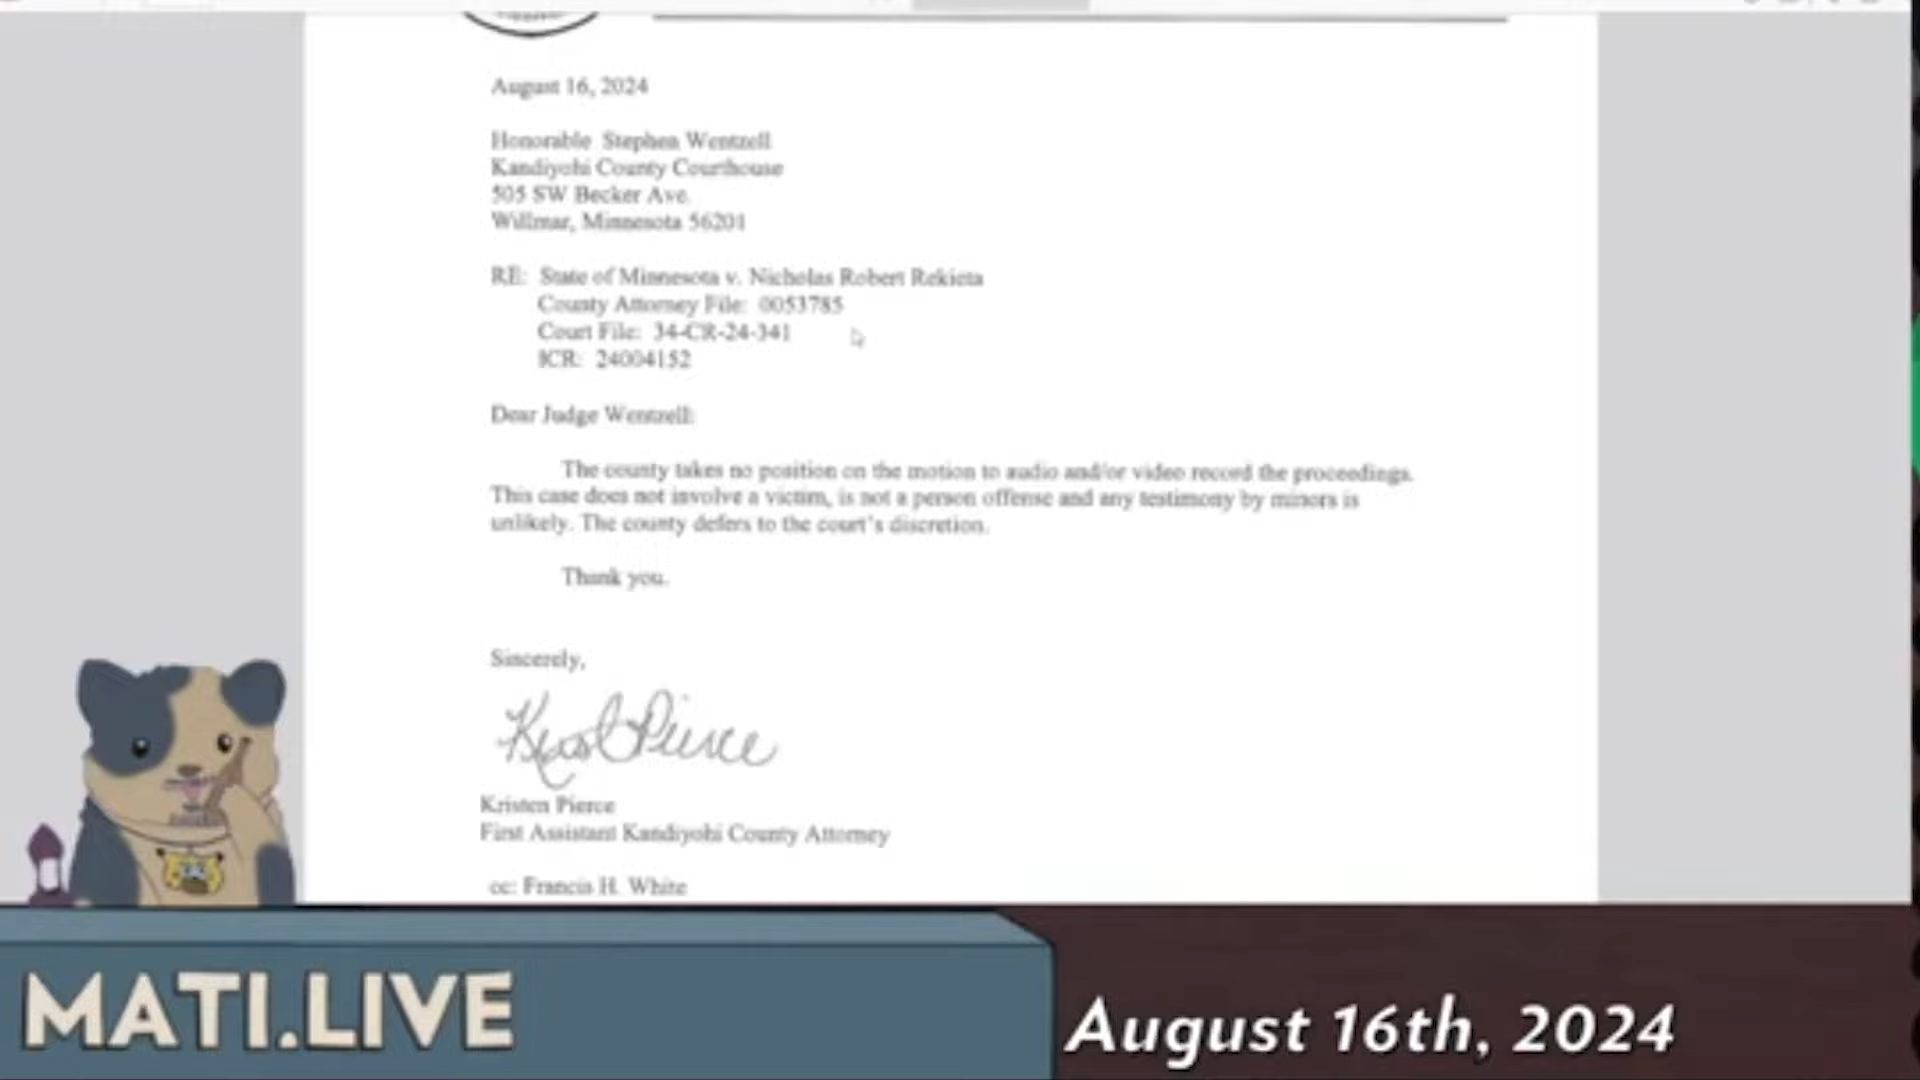 August 16, 2024
Honorable Stephen Wentzell
Kandiyohi County Courthouse
505 SW Becker Ave.
Willmar, Minnesota 56201
RE: State of Minnesota v. Nicholas Robert Rekieta
County Attorney File: 0053785
Court File: 34-CR-24-341
ICR: 24004152
Dear Judge Wentzell:
The county takes no position on the motion to audio and/or video record the proceedings.
This case does not involve a victim, is not a person offense and any testimony by minors is
unlikely. The county defers to the court's discretion.
Thank you.
Sincerely,
Kristen Pierce
First Assistant Kandiyohi County Attorney
cc: Francis H. White
MATI.LIVE
August 16th, 2024